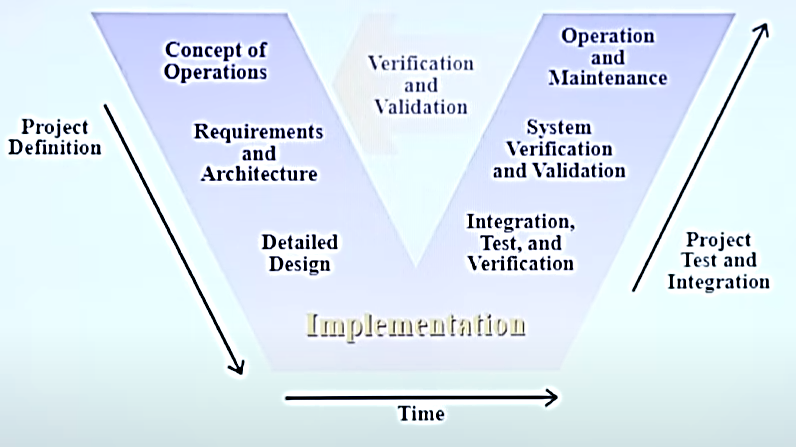 Concept of
Operations
Verification
and
Validation
Operation
and
Maintenance
Project
Definition
Requirements
and
Architecture
System
Verification
and Validation
Detailed
Design
Integration,
Test, and
Verification
Project
Test and
Integration
Implementation
Time